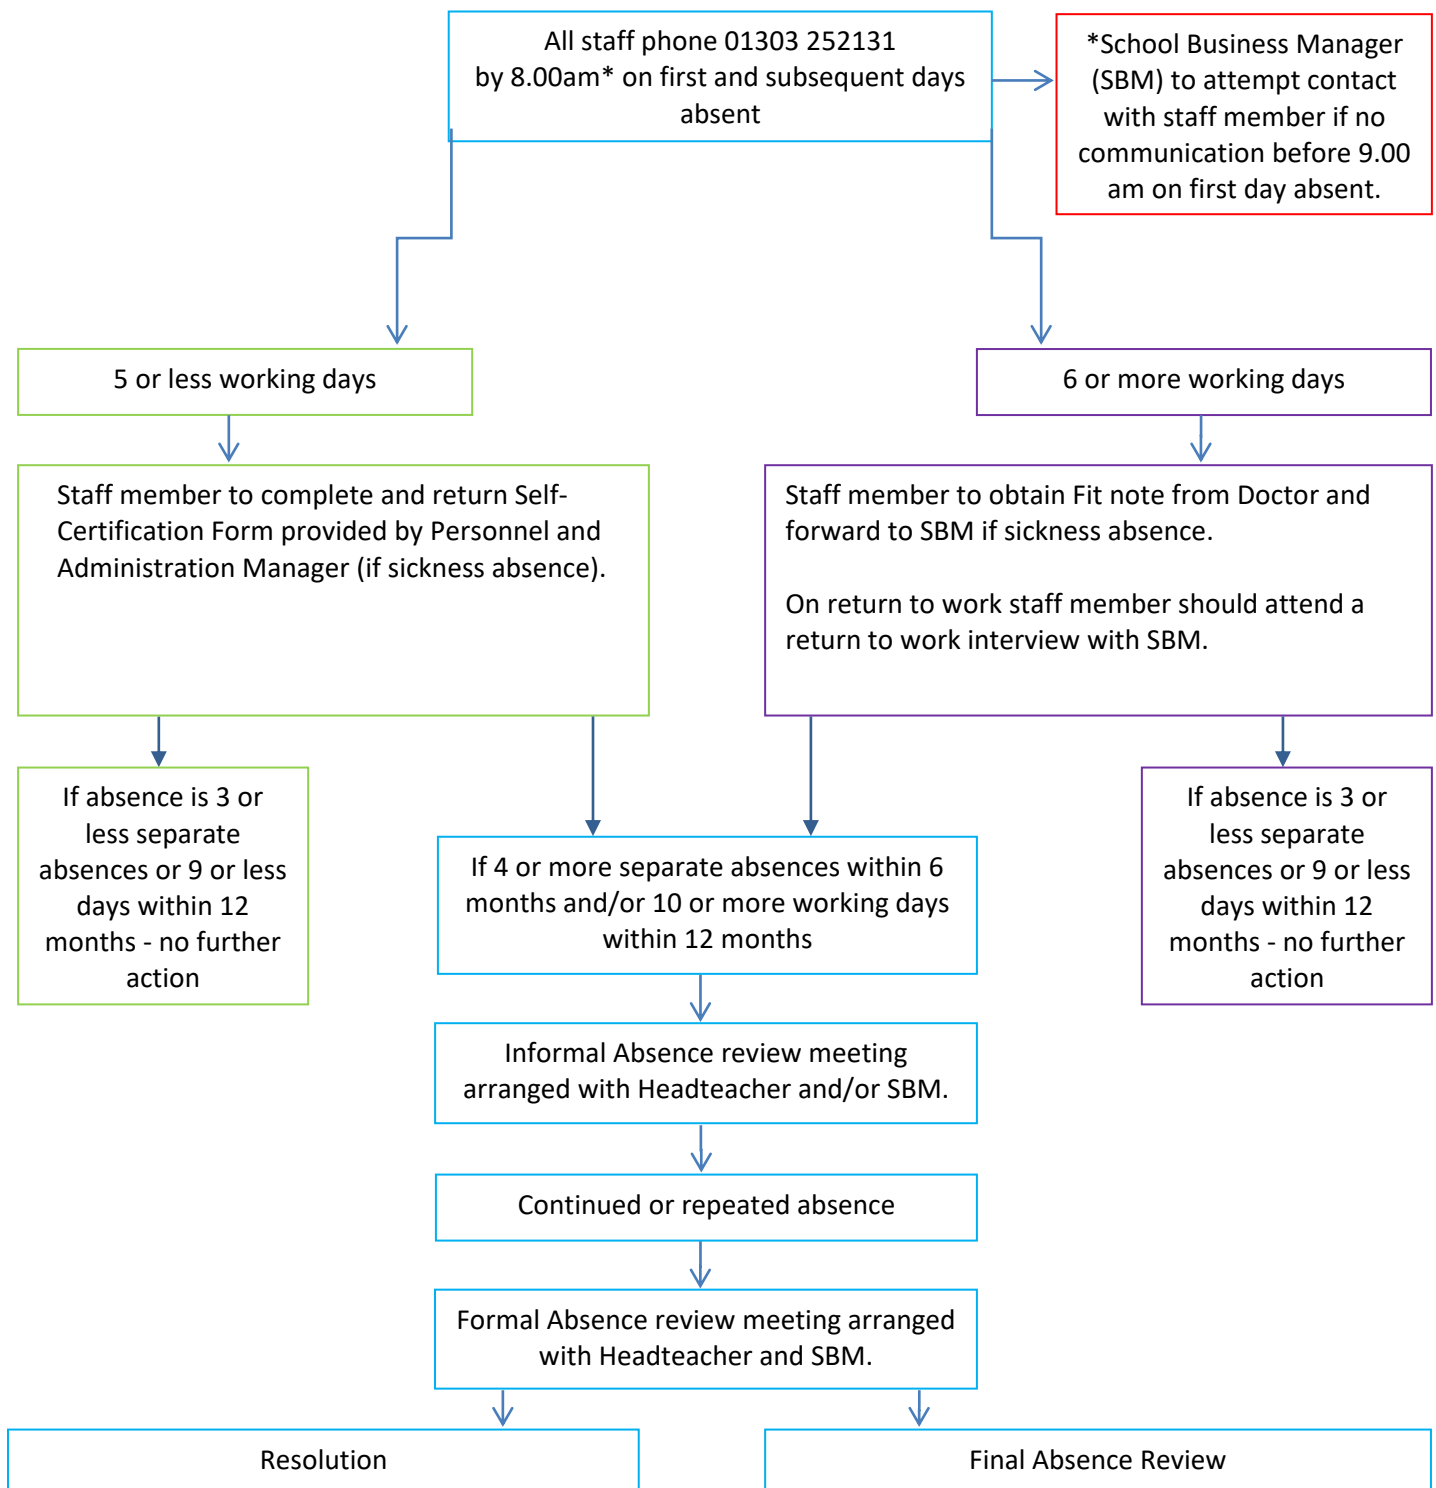 All staff phone 01303 252131
by 8.00am* on first and subsequent days
absent
*School Business Manager
(SBM) to attempt contact
with staff member if no
communication before 9.00
am on first day absent.
5 or less working days
6 or more working days
Staff member to complete and return Self-
Certification Form provided by Personnel and
Administration Manager (if sickness absence).
Staff member to obtain Fit note from Doctor and
forward to SBM if sickness absence.
On return to work staff member should attend a
return to work interview with SBM.
If absence is 3 or
less separate
absences or 9 or less
days within 12
months - no further
action
If 4 or more separate absences within 6
months and/or 10 or more working days
within 12 months
If absence is 3 or
less separate
absences or 9 or less
days within 12
months - no further
action
Informal Absence review meeting
arranged with Headteacher and/or SBM.
Continued or repeated absence
Formal Absence review meeting arranged
with Headteacher and SBM.
Resolution
Final Absence Review